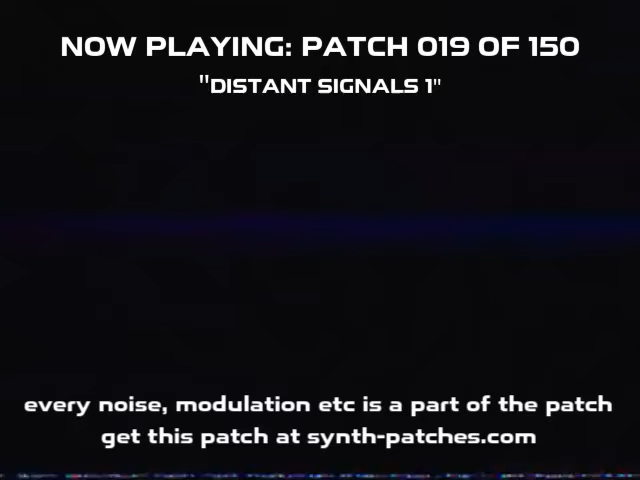 NOW PLAYING: PATCH 019 OF 150
"DISTANT SIGNALS 1"
every noise, modulation etc is a part of the patch
get this patch at synth-patches.com